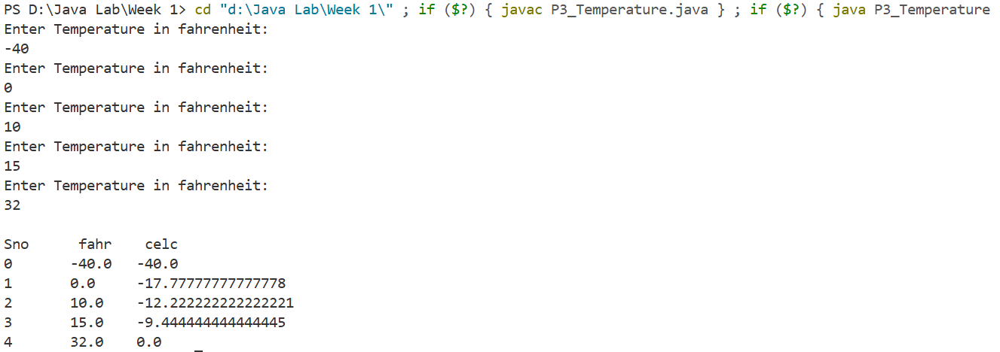 PS D:\Java Lab\Week 1> cd "d:\Java Lab\Week 1\" ; if ($?) { javac P3_Temperature.java } ; if ($?) { java P3_Temperature
Enter Temperature in fahrenheit:
-40
Enter Temperature in fahrenheit:
0
Enter Temperature in fahrenheit:
10
Enter Temperature in fahrenheit:
15
Enter Temperature in fahrenheit:
32
Sno fahr celc
0 -40.0 -40.0
1 0.0 -17.77777777777778
2 10.0 -12.222222222222221
3 15.0 -9.444444444444445
4 32.0 0.0